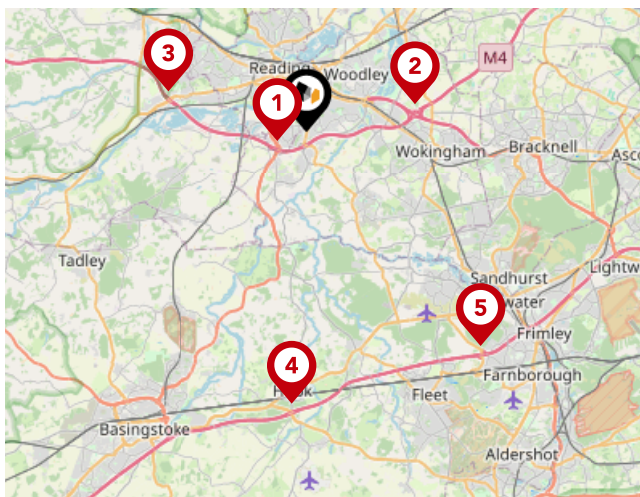 3
2
M4
Reading
Woodley
1
Wokingham
Bracknell
Asco
Tadley
Sandhurst
Lightw
water
5
Frimley
4
Farnborough
Fleet
Basingstoke
Aldershot